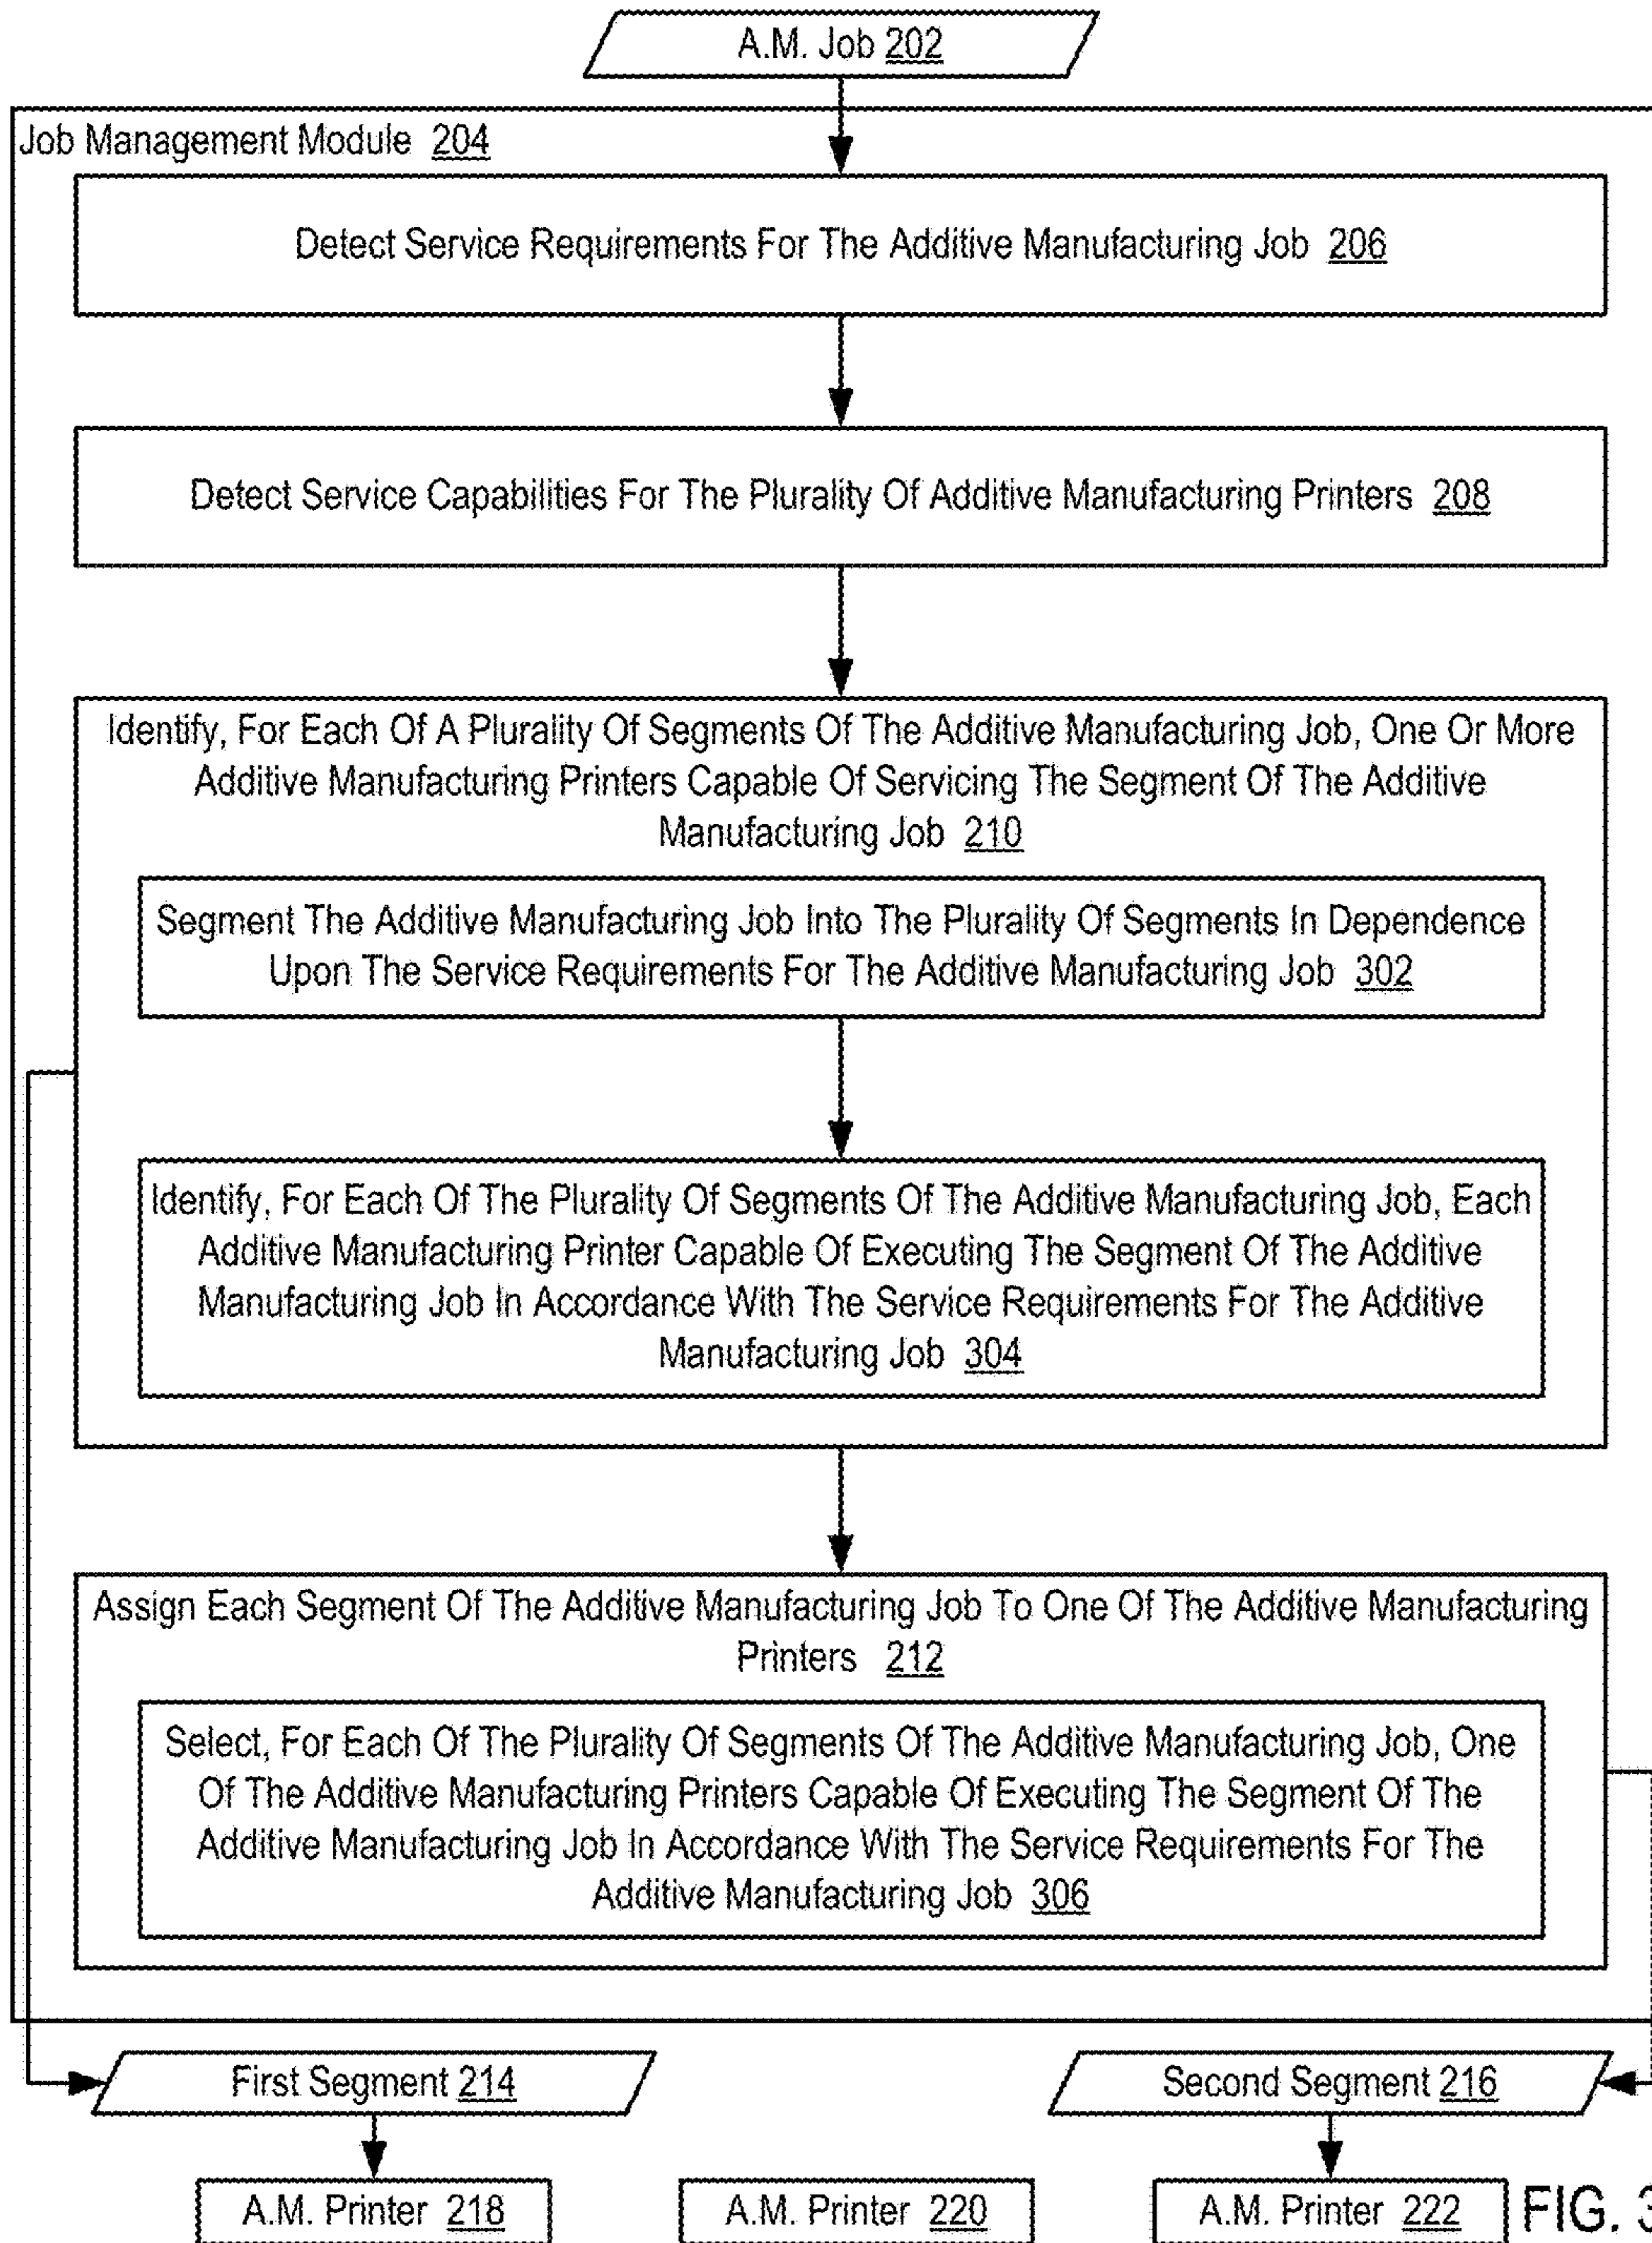 A.M. Job 202
Job Management Module 204
Detect Service Requirements For The Additive Manufacturing Job 206
Detect Service Capabilities For The Plurality Of Additive Manufacturing Printers 208
Identify, For Each Of A Plurality Of Segments Of The Additive Manufacturing Job, One Or More
Additive Manufacturing Printers Capable Of Servicing The Segment Of The Additive
Manufacturing Job 210
Segment The Additive Manufacturing Job Into The Plurality Of Segments In Dependence
Upon The Service Requirements For The Additive Manufacturing Job 302
Identify, For Each Of The Plurality Of Segments Of The Additive Manufacturing Job, Each
Additive Manufacturing Printer Capable Of Executing The Segment Of The Additive
Manufacturing Job In Accordance With The Service Requirements For The Additive
Manufacturing Job 304
Assign Each Segment Of The Additive Manufacturing Job To One Of The Additive Manufacturing
Printers 212
Select, For Each Of The Plurality Of Segments Of The Additive Manufacturing Job, One
Of The Additive Manufacturing Printers Capable Of Executing The Segment Of The
Additive Manufacturing Job In Accordance With The Service Requirements For The
Additive Manufacturing Job 306
First Segment 214
Second Segment 216
A.M. Printer 218
A.M. Printer 220
A.M. Printer 222
FIG. 3